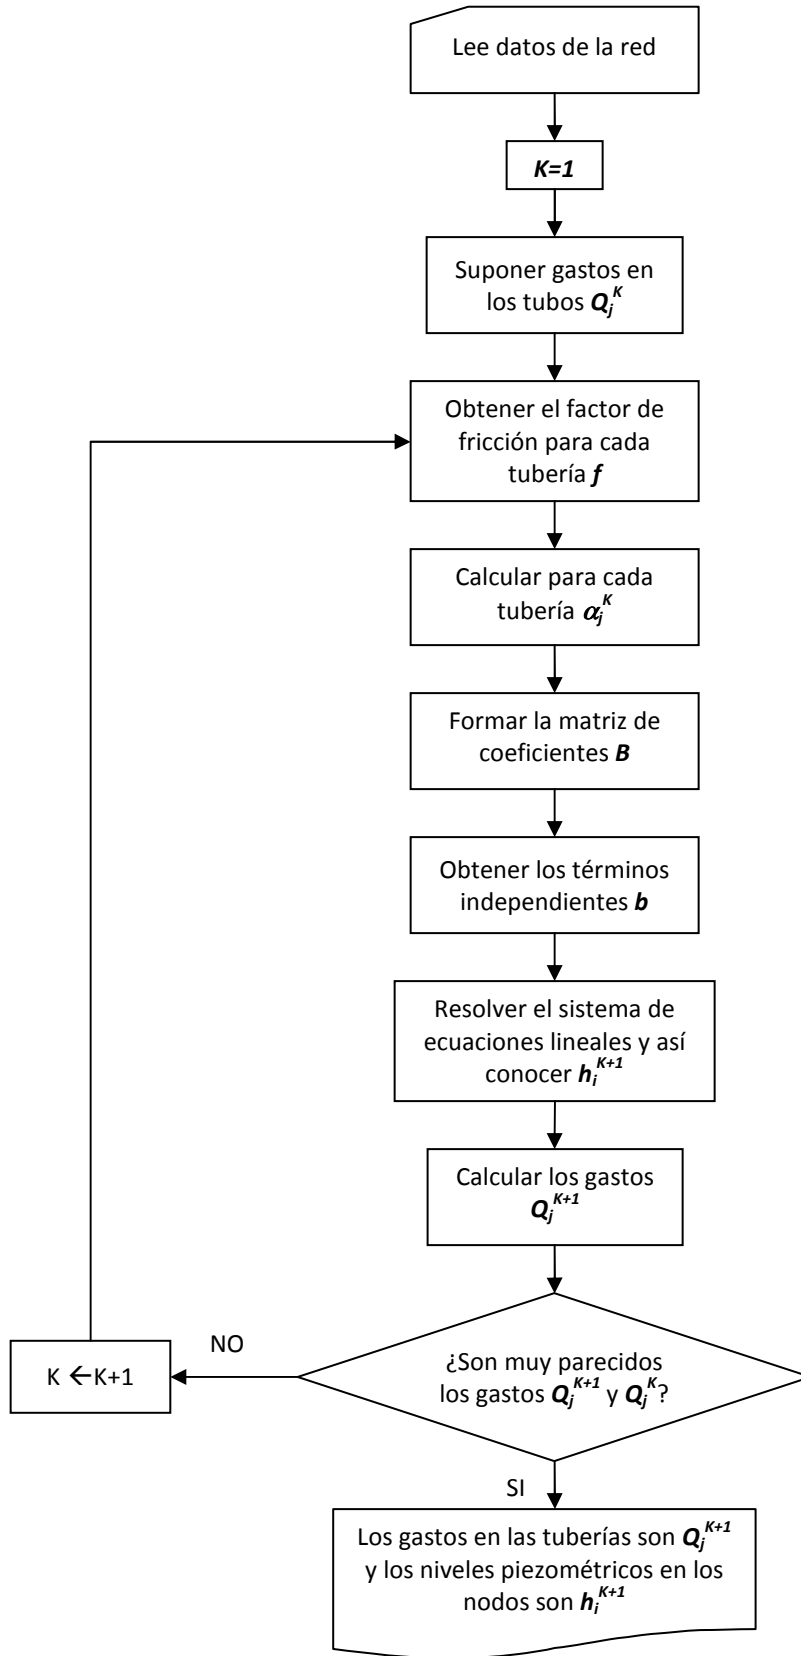 Lee datos de la red
K=1
Suponer gastos en
los tubos Q_j^K
Obtener el factor de
fricción para cada
tubería f
Calcular para cada
tubería α_j^K
Formar la matriz de
coeficientes B
Obtener los términos
independientes b
Resolver el sistema de
ecuaciones lineales y así
conocer h_i^{K+1}
Calcular los gastos
Q_j^{K+1}
¿Son muy parecidos
los gastos Q_j^{K+1} y Q_j^K?
NO
K ←K+1
SI
Los gastos en las tuberías son Q_j^{K+1}
y los niveles piezométricos en los
nodos son h_i^{K+1}